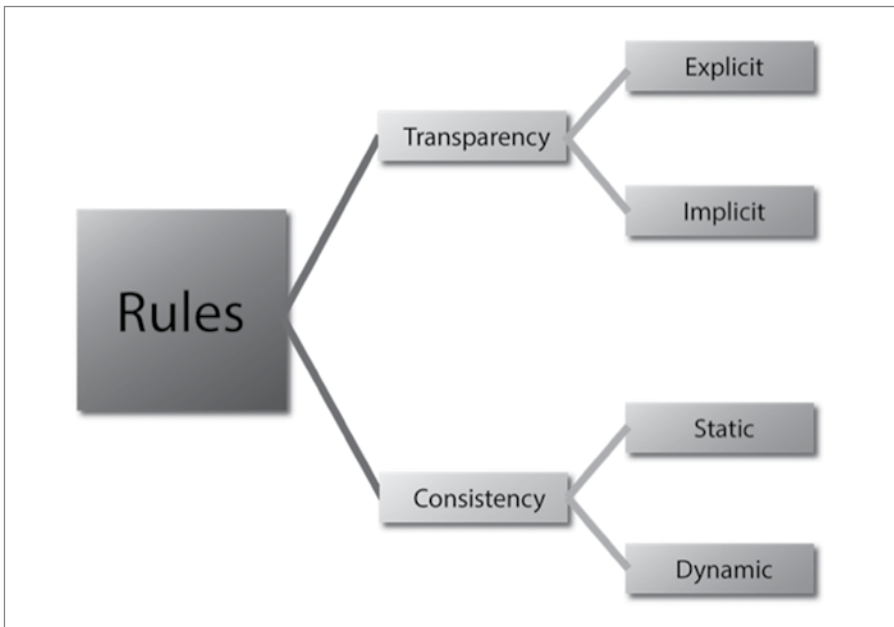 Rules
Transparency
Explicit
Implicit
Consistency
Static
Dynamic